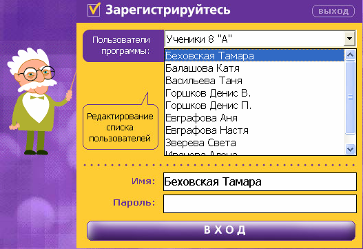 Зарегистрируйтесь
ВЫХОД
Пользователи программы:
Ученики 8 "А"
Беховская Тамара
Балашова Катя
Васильева Таня
Горшков Денис В.
Горшков Денис П.
Евграфова Аня
Евграфова Настя
Зверева Света
Редактирование
списка
пользователей
Имя:
Беховская Тамара
Пароль:
ВХОД